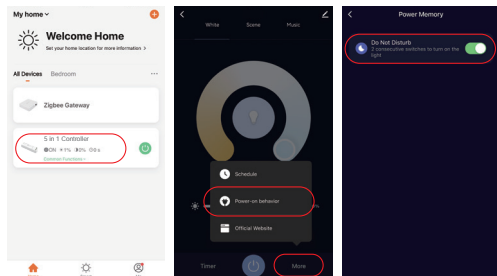 My home
Welcome Home
Set your home location for more information >
All Devices Bedroom
Zigbee Gateway
5 in 1 Controller
Common Functions
White Scene Music
Schedule
Power-on behavior
Official Website
Timer More
Power Memory
Do Not Disturb
2 consecutive switches to turn on the
light